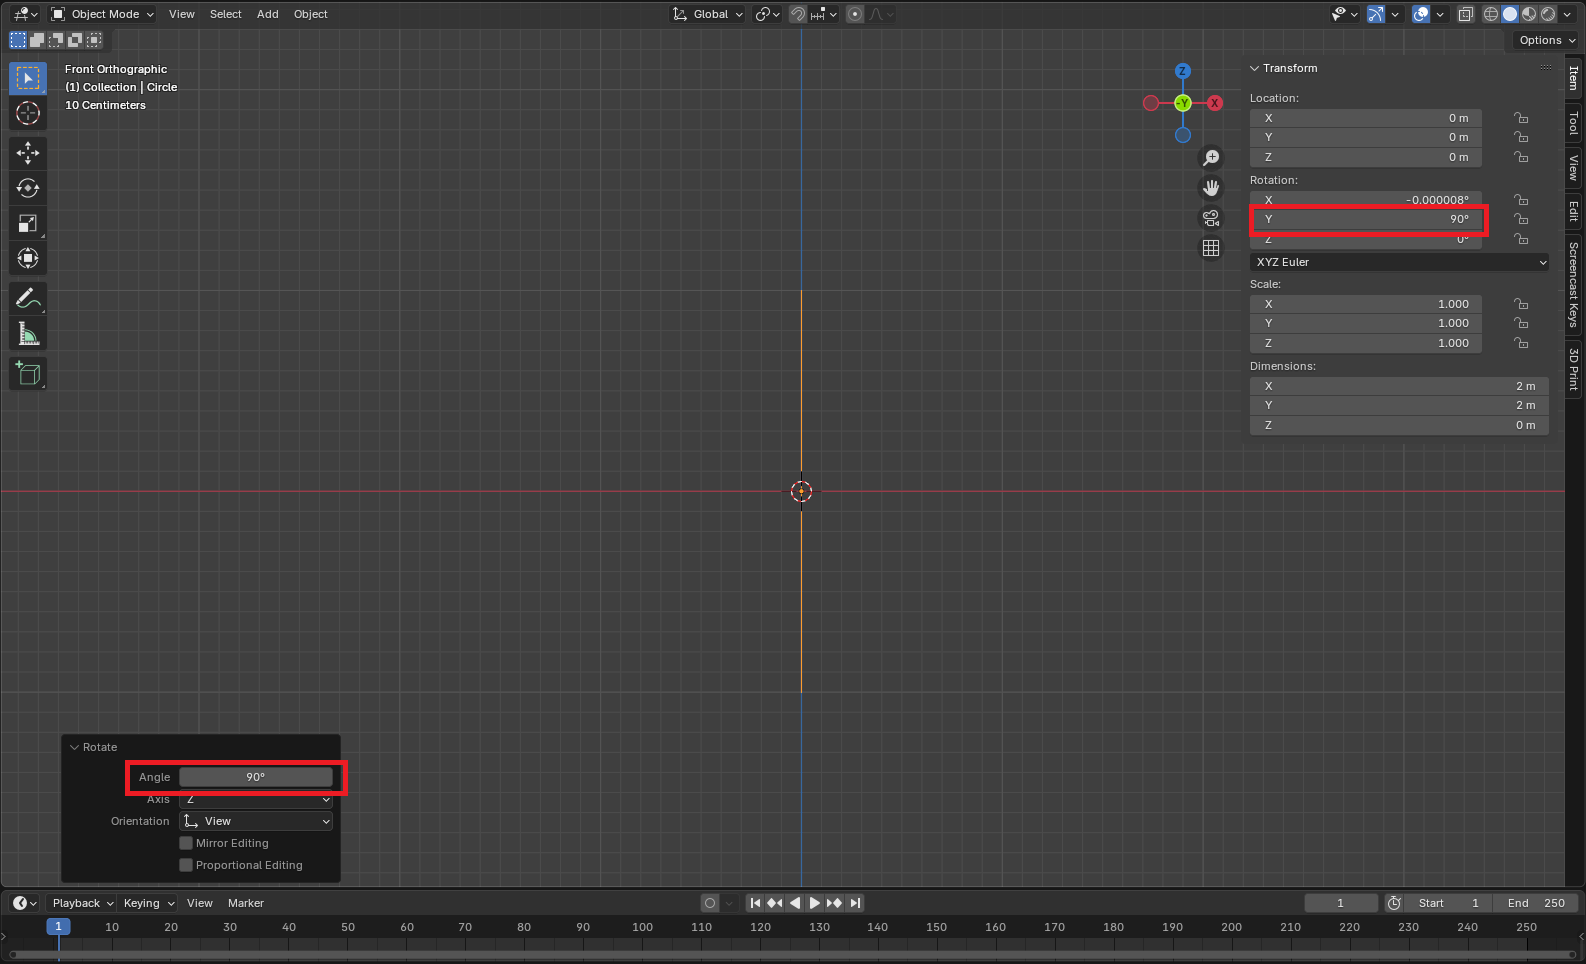 Object Mode View Select Add Object Global
Options
Front Orthographic
(1) Collection | Circle
10 Centimeters
Z
-Y
X
Transform
Location:
X 0 m
Y 0 m
Z 0 m
Rotation:
X -0.000008°
Y 90°
Z 0°
XYZ Euler
Scale:
X 1.000
Y 1.000
Z 1.000
Dimensions:
X 2 m
Y 2 m
Z 0 m
Item
Tool
View
Edit
Screencast Keys
3D Print
Rotate
Angle 90°
Axis Z
Orientation View
Mirror Editing
Proportional Editing
Playback Keying View Marker 1 Start 1 End 250
1 10 20 30 40 50 60 70 80 90 100 110 120 130 140 150 160 170 180 190 200 210 220 230 240 250